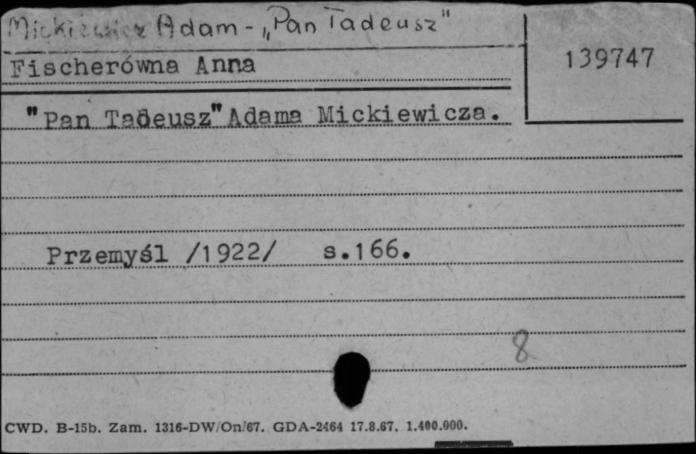 Mickiewicz Adam - „Pan Tadeusz"
Fischerówna Anna
139747
"Pan Tadeusz" Adama Mickiewicza.
Przemyśl /1922/ s.166.
8
CWD. B-15b. Zam. 1316-DW/On/67. GDA-2464 17.8.67. 1.400.000.